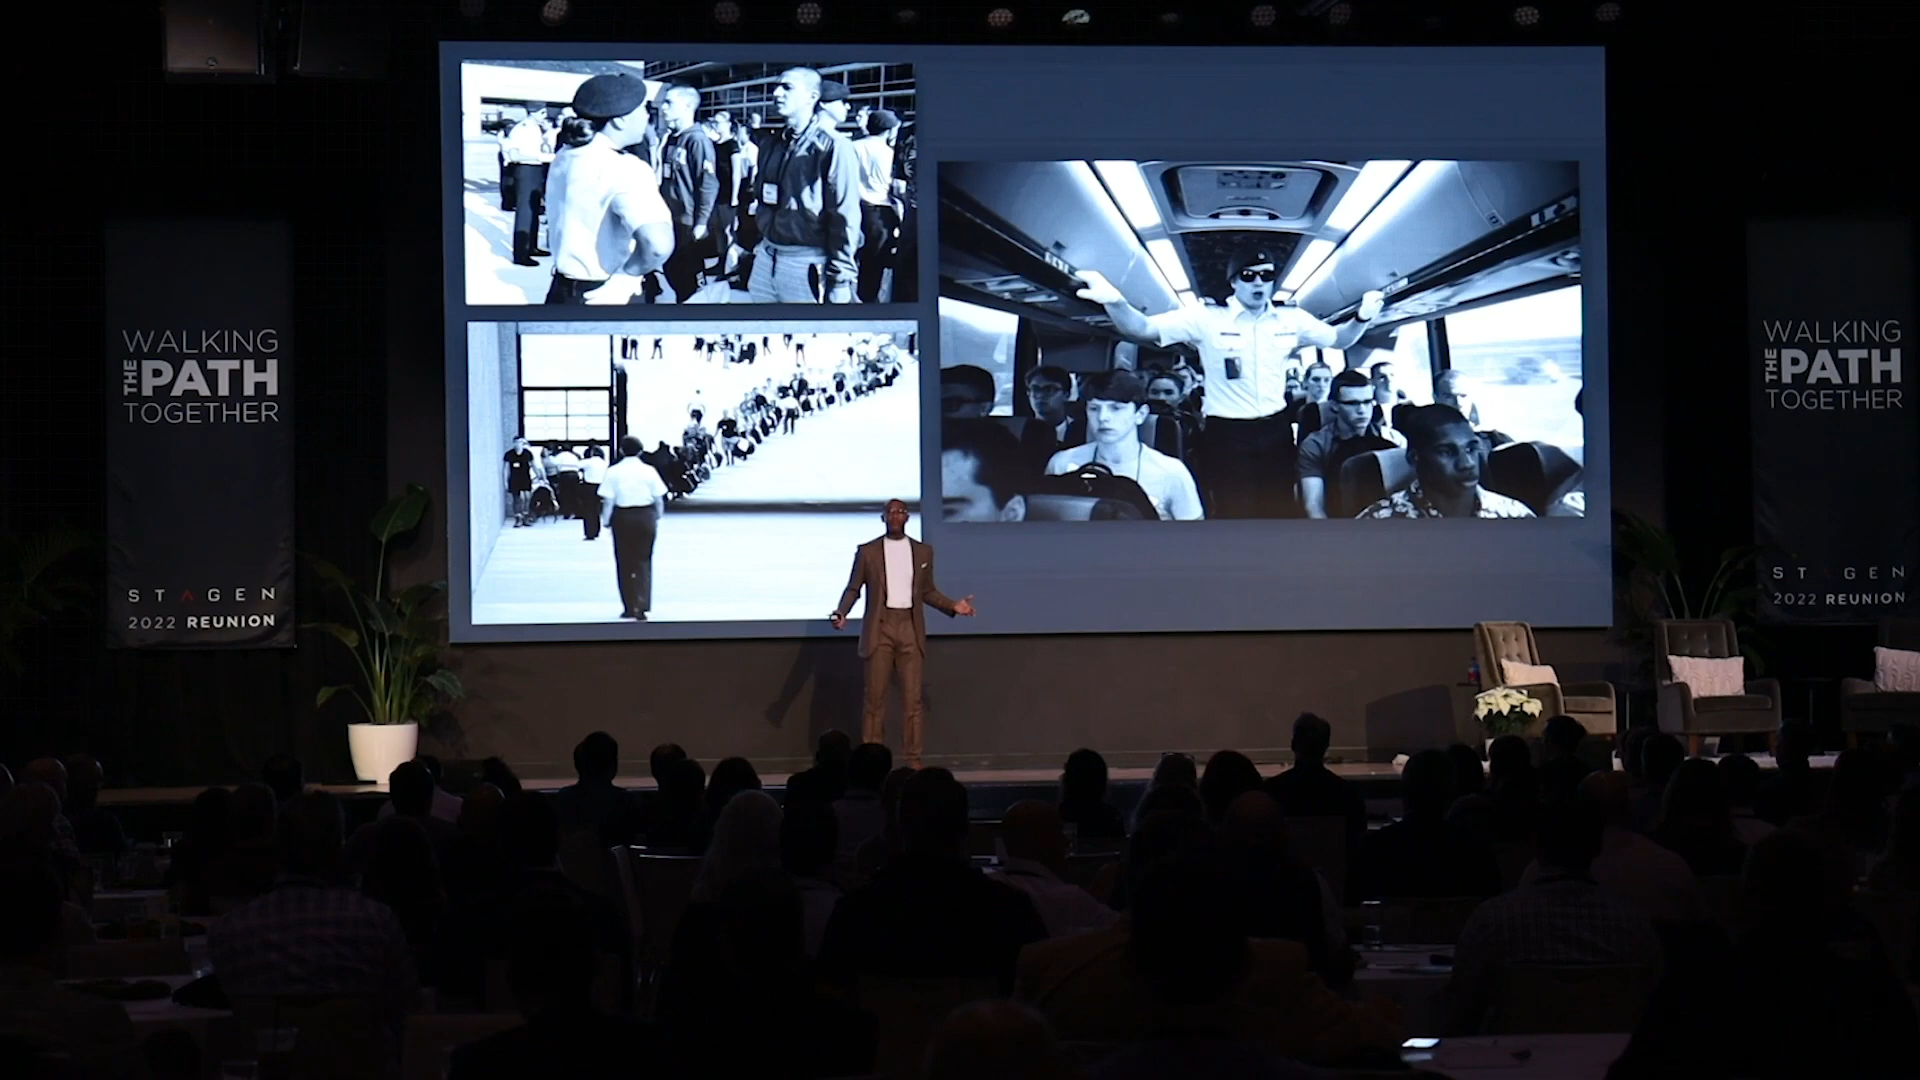 WALKING
THE PATH
TOGETHER
STAGEN
2022 REUNION
WALKING
THE PATH
TOGETHER
STAGEN
2022 REUNION